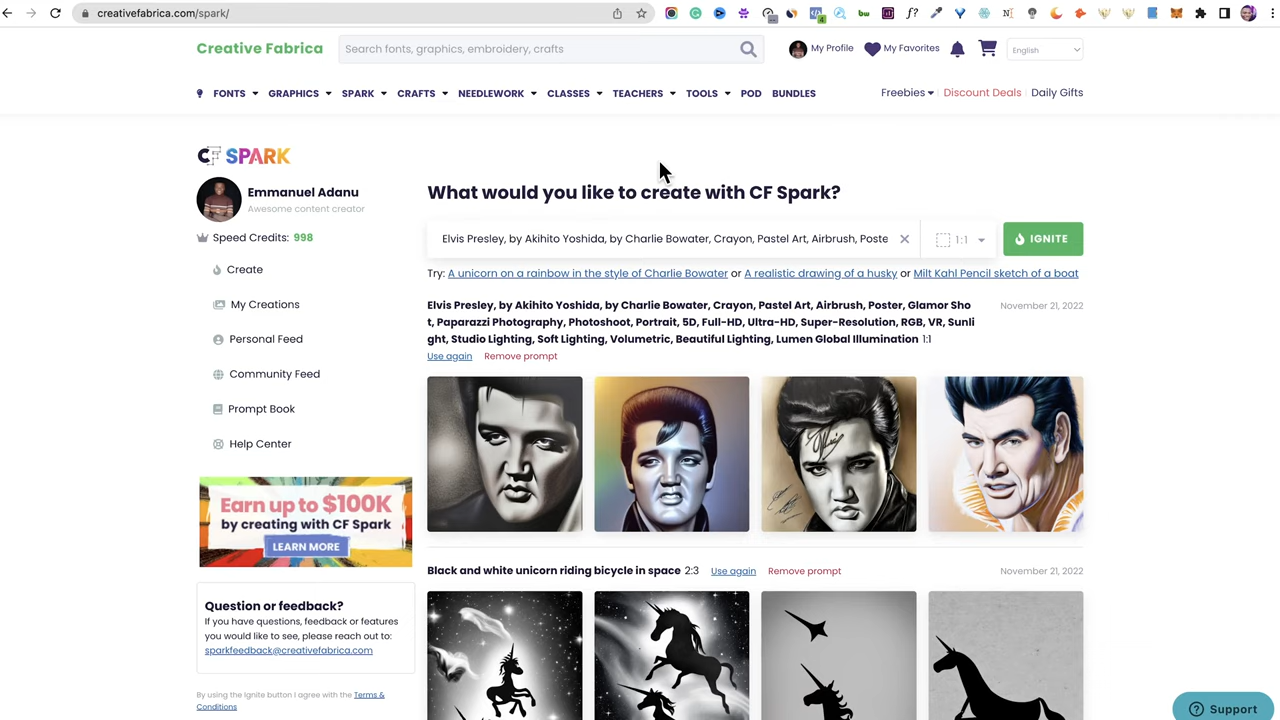 creativefabrica.com/spark/
Creative Fabrica
Search fonts, graphics, embroidery, crafts
My Profile
My Favorites
English
FONTS
GRAPHICS
SPARK
CRAFTS
NEEDLEWORK
CLASSES
TEACHERS
TOOLS
POD
BUNDLES
Freebies
Discount Deals
Daily Gifts
CF SPARK
Emmanuel Adanu
Awesome content creator
Speed Credits: 998
Create
My Creations
Personal Feed
Community Feed
Prompt Book
Help Center
Earn up to $100K
by creating with CF Spark
LEARN MORE
Question or feedback?
If you have questions, feedback or features
you would like to see, please reach out to:
sparkfeedback@creativefabrica.com
By using the Ignite button I agree with the Terms &
Conditions
What would you like to create with CF Spark?
Elvis Presley, by Akihito Yoshida, by Charlie Bowater, Crayon, Pastel Art, Airbrush, Poste
1:1
IGNITE
Try: A unicorn on a rainbow in the style of Charlie Bowater or A realistic drawing of a husky or Milt Kahl Pencil sketch of a boat
Elvis Presley, by Akihito Yoshida, by Charlie Bowater, Crayon, Pastel Art, Airbrush, Poster, Glamor Sho
t, Paparazzi Photography, Photoshoot, Portrait, 5D, Full-HD, Ultra-HD, Super-Resolution, RGB, VR, Sunli
ght, Studio Lighting, Soft Lighting, Volumetric, Beautiful Lighting, Lumen Global Illumination 1:1
November 21, 2022
Use again
Remove prompt
Black and white unicorn riding bicycle in space 2:3
Use again
Remove prompt
November 21, 2022
Support